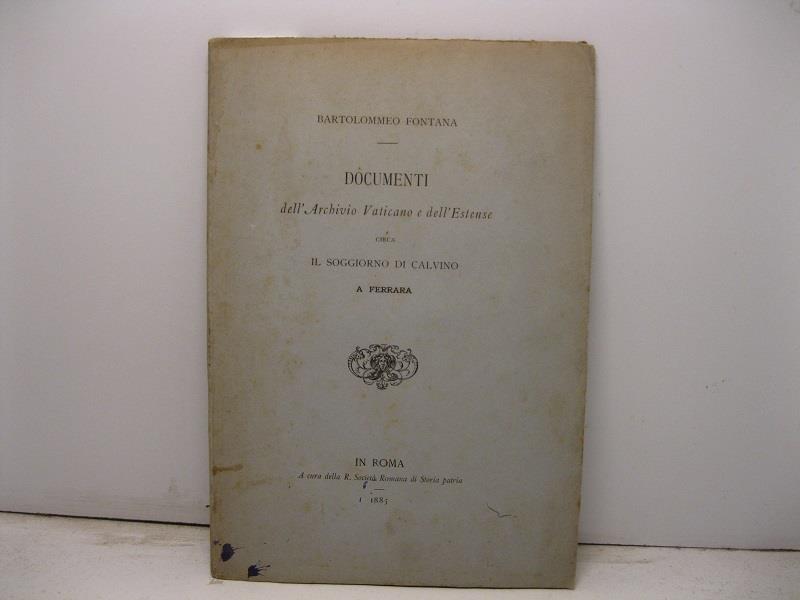 BARTOLOMMEO FONTANA
DOCUMENTI
dell'Archivio Vaticano e dell'Estense
CIRCA
IL SOGGIORNO DI CALVINO
A FERRARA
IN ROMA
A cura della R. Società Romana di Storia patria
1885